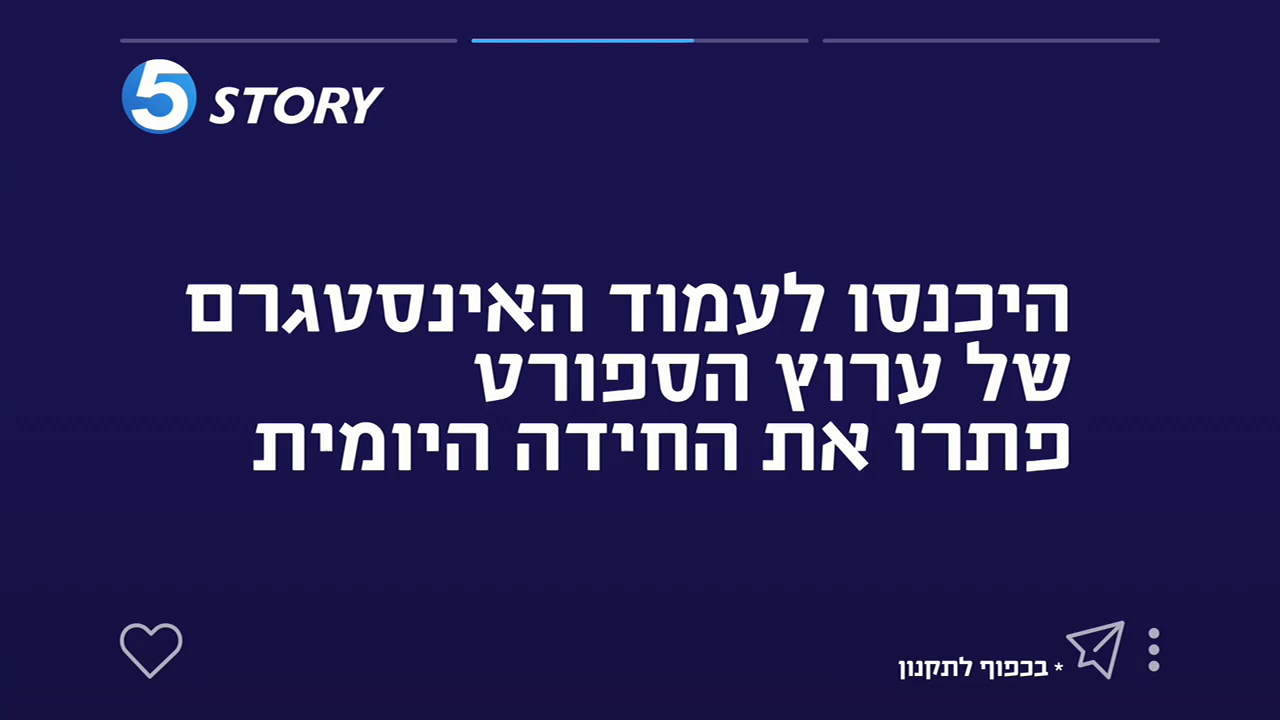 5 STORY
היכנסו לעמוד האינסטגרם
של ערוץ הספורט
פתרו את החידה היומית
* בכפוף לתקנון